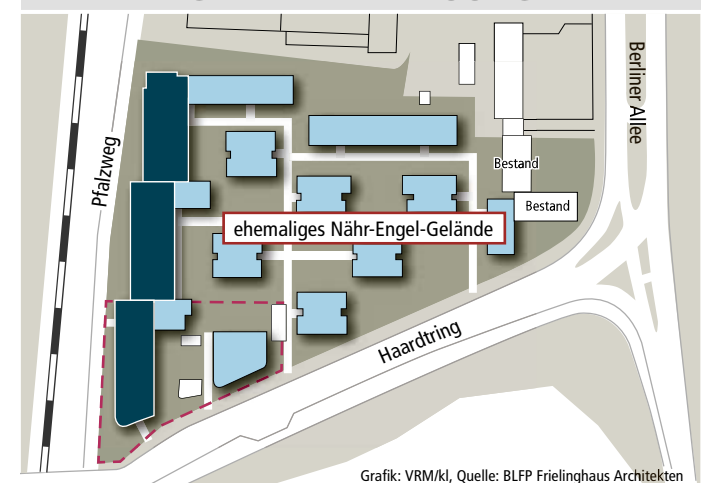 Berliner Allee
Pfalzweg
Bestand
Bestand
ehemaliges Nähr-Engel-Gelände
Haardtring
Grafik: VRM/kl, Quelle: BLFP Frielinghaus Architekten